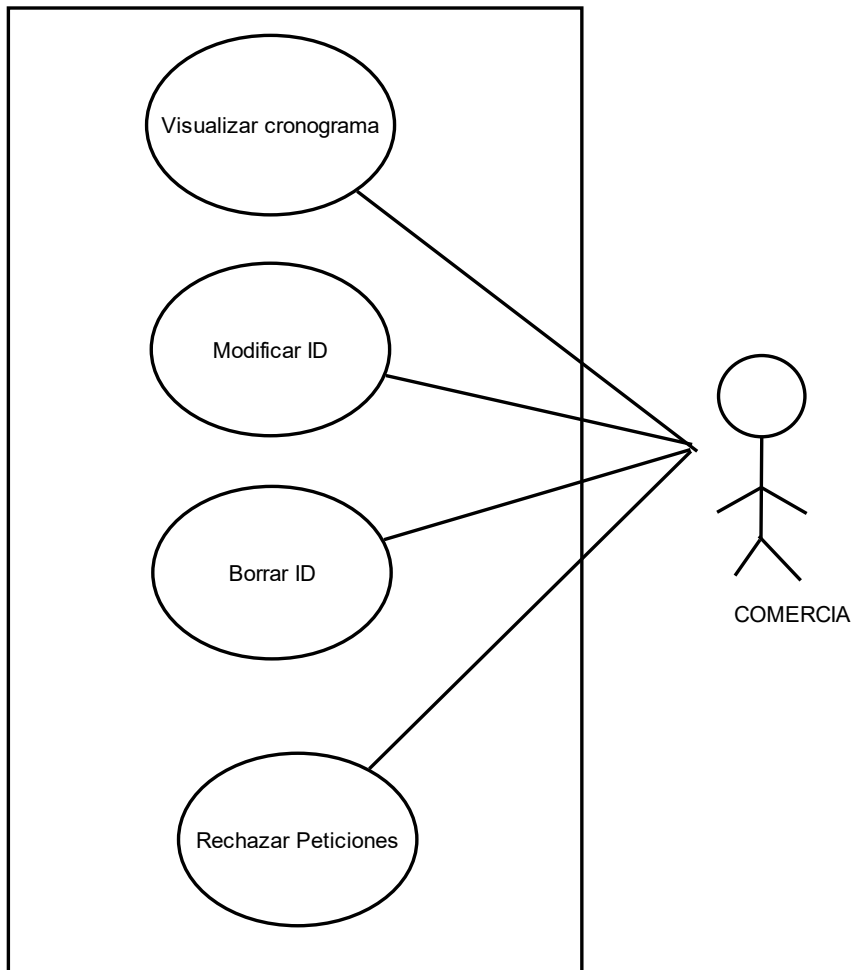 Visualizar cronograma
Modificar ID
Borrar ID
COMERCIA
Rechazar Peticiones